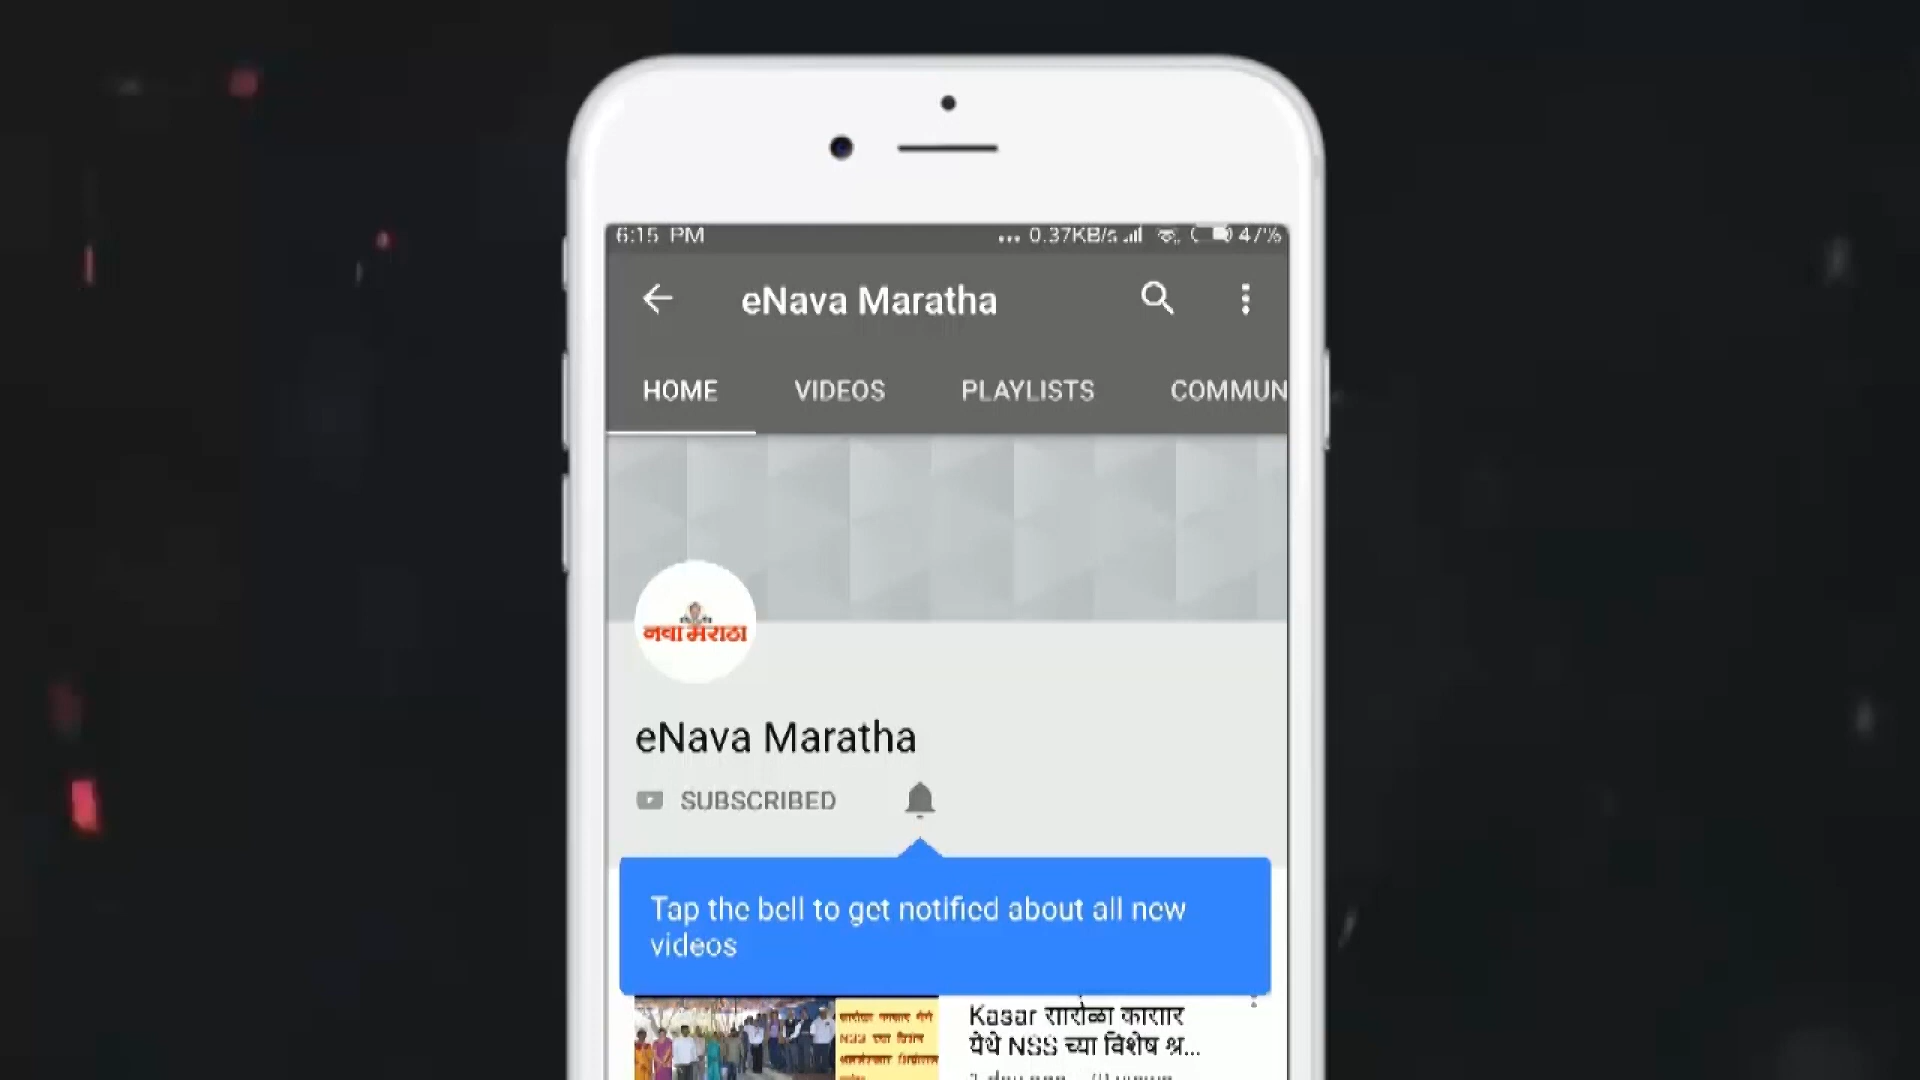 6:15 PM
... 0.37KB/s 47%
eNava Maratha
HOME VIDEOS PLAYLISTS COMMUN
नवा मराठा
eNava Maratha
SUBSCRIBED
Tap the bell to get notified about all new
videos
Kasar सारोळा कासार
येथे NSS च्या विशेष श्र...